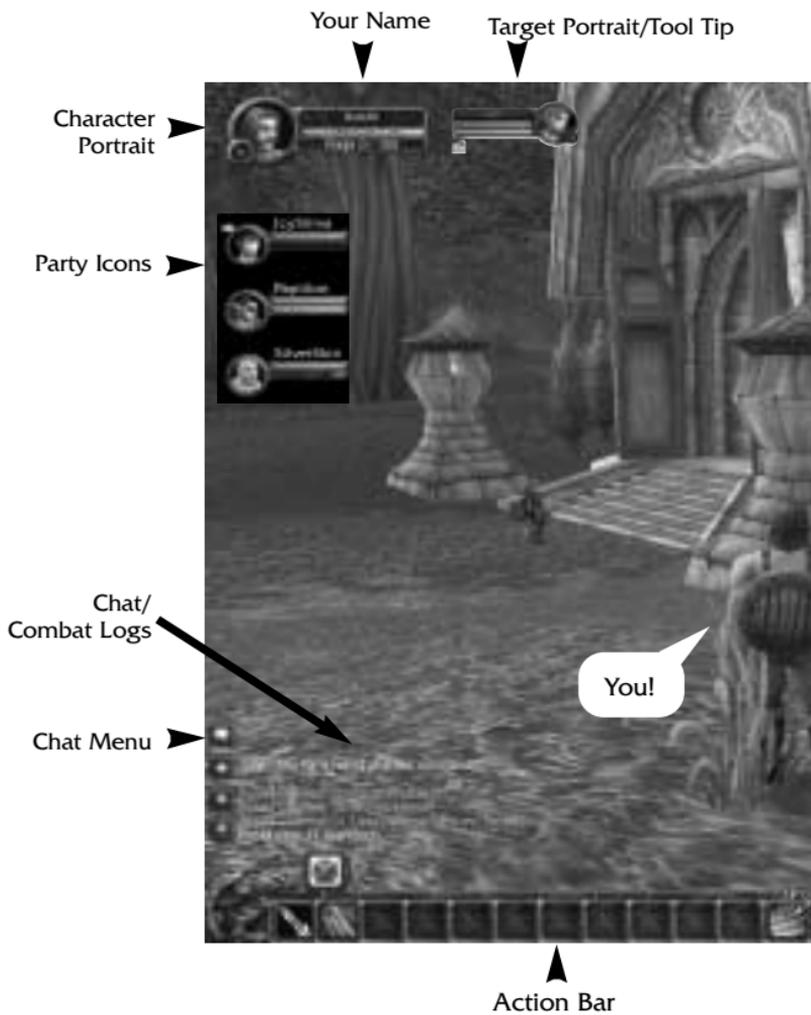 Your Name
Target Portrait/Tool Tip
Character
Portrait
Party Icons
Chat/
Combat Logs
You!
Chat Menu
Action Bar